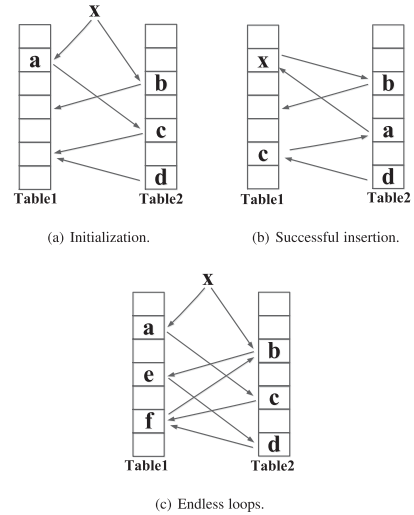 x
a
b
c
d
Table1 Table2
(a) Initialization.
x
b
a
c
d
Table1 Table2
(b) Successful insertion.
x
a
b
e
c
f
d
Table1 Table2
(c) Endless loops.